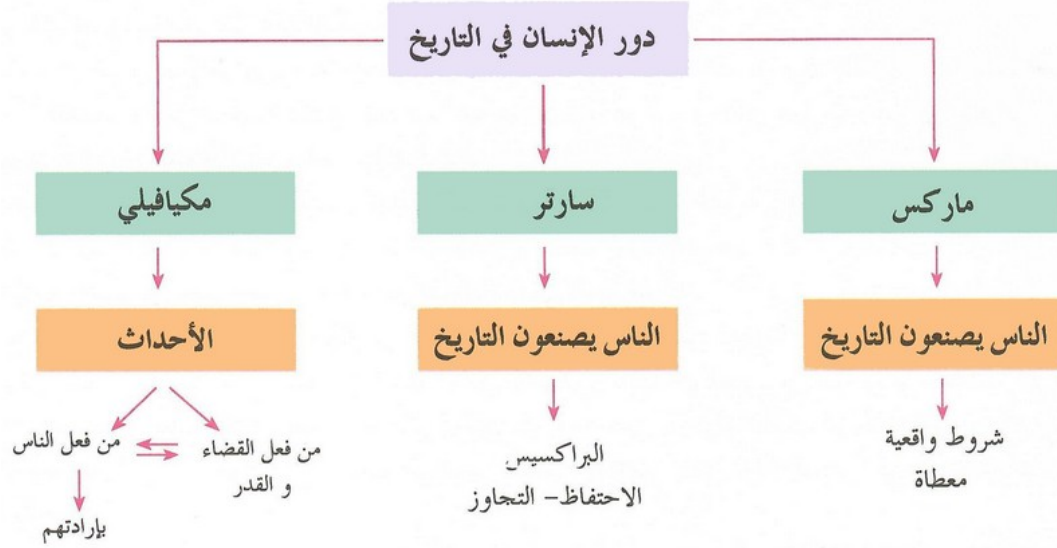 دور الإنسان في التاريخ
ماركس
سارتر
مكيافيلي
الناس يصنعون التاريخ
الناس يصنعون التاريخ
الأحداث
شروط واقعية
معطاة
البراكسيس
الاحتفاظ – التجاوز
من فعل القضاء
و القدر
من فعل الناس
بإرادتهم